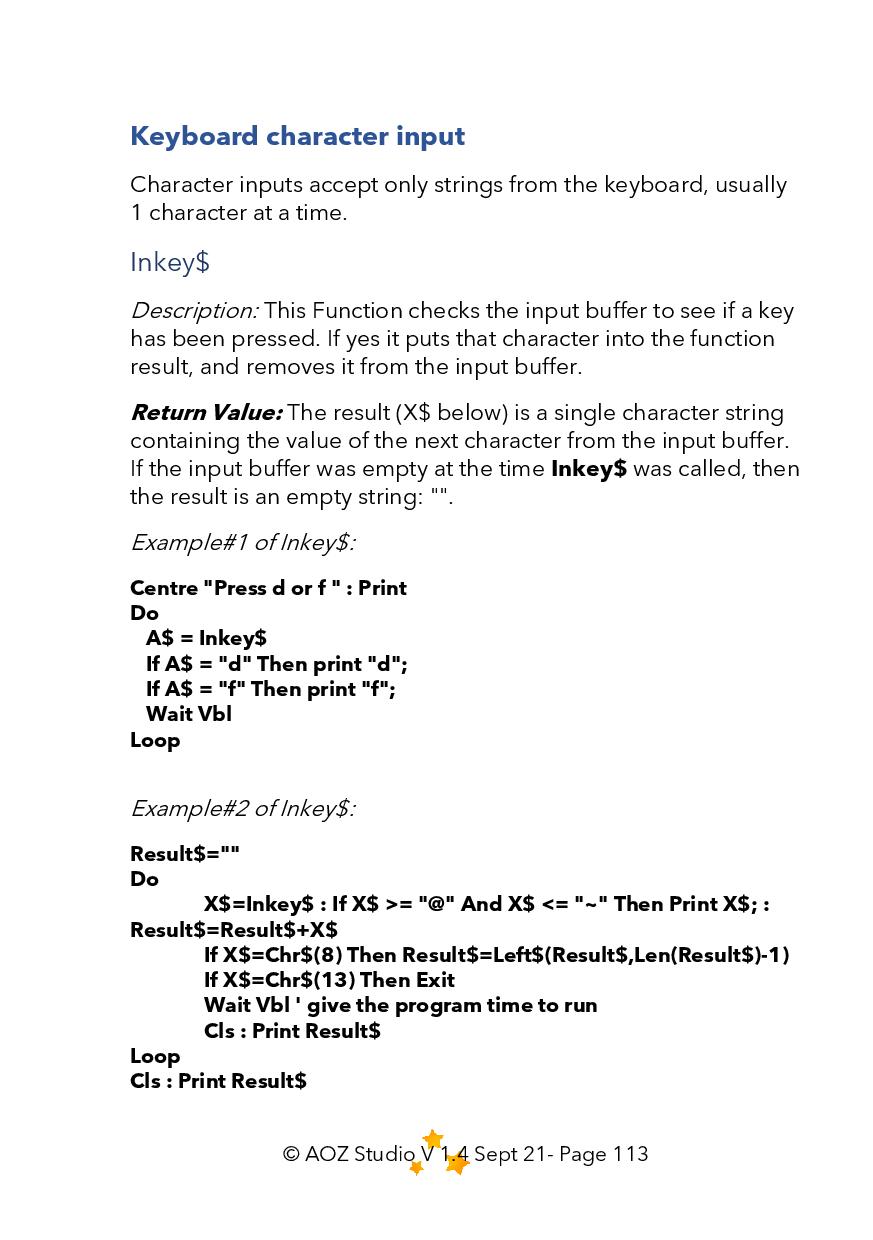 Keyboard character input
Character inputs accept only strings from the keyboard, usually
1 character at a time.
Inkey$
Description: This Function checks the input buffer to see if a key
has been pressed. If yes it puts that character into the function
result, and removes it from the input buffer.
Return Value: The result (X$ below) is a single character string
containing the value of the next character from the input buffer.
If the input buffer was empty at the time Inkey$ was called, then
the result is an empty string: "".
Example#1 of Inkey$:
Centre "Press d or f " : Print
Do
A$ = Inkey$
If A$ = "d" Then print "d";
If A$ = "f" Then print "f";
Wait Vbl
Loop
Example#2 of Inkey$:
Result$=""
Do
X$=Inkey$ : If X$ >= "@" And X$ <= "~" Then Print X$; :
Result$=Result$+X$
If X$=Chr$(8) Then Result$=Left$(Result$,Len(Result$)-1)
If X$=Chr$(13) Then Exit
Wait Vbl ' give the program time to run
Cls : Print Result$
Loop
Cls : Print Result$
© AOZ Studio V 1.4 Sept 21- Page 113